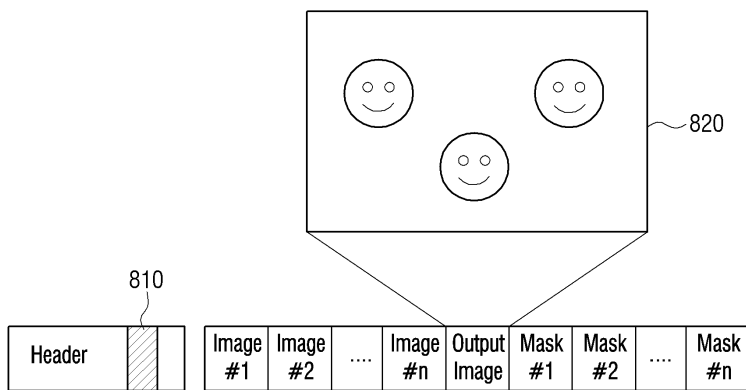 820
810
Header
Image #1
Image #2
....
Image #n
Output Image
Mask #1
Mask #2
....
Mask #n